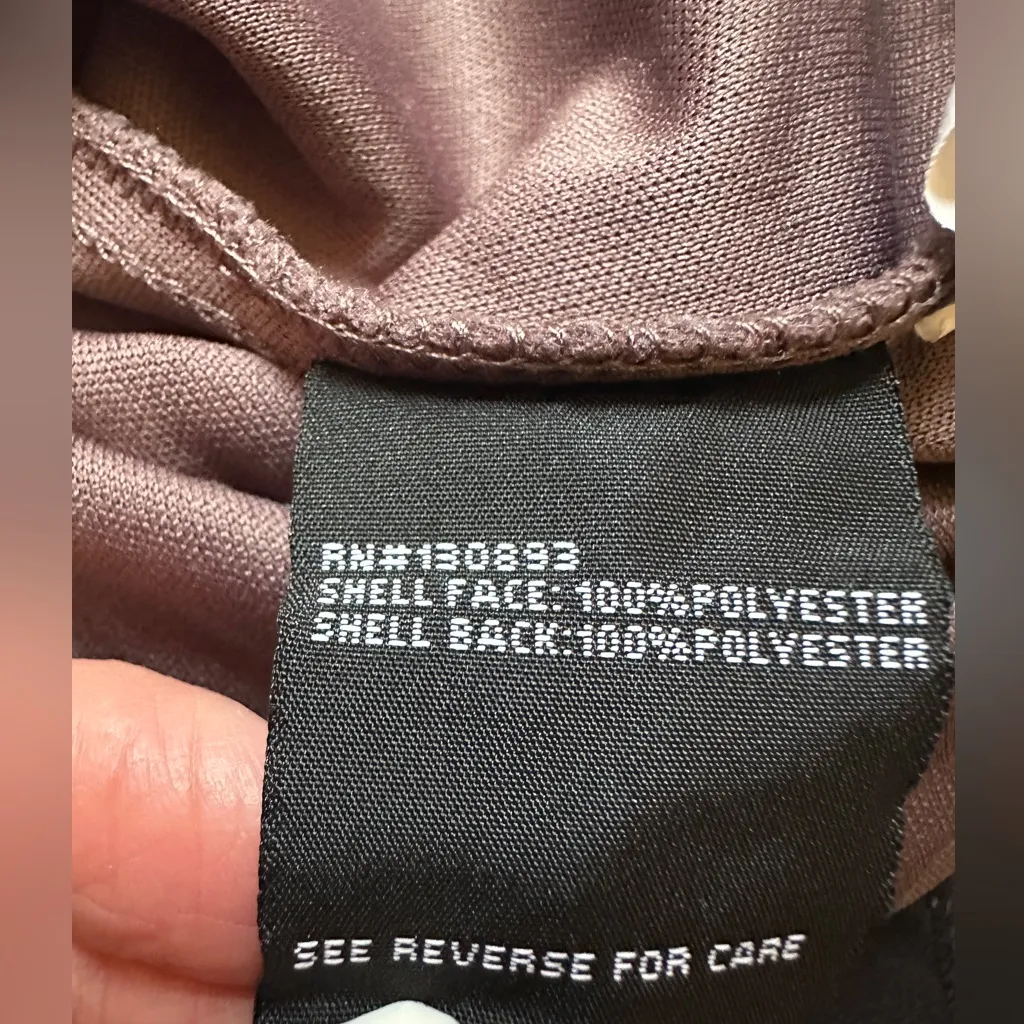 RN#130893
SHELL FACE: 100%POLYESTER
SHELL BACK:100%POLYESTER
SEE REVERSE FOR CARE